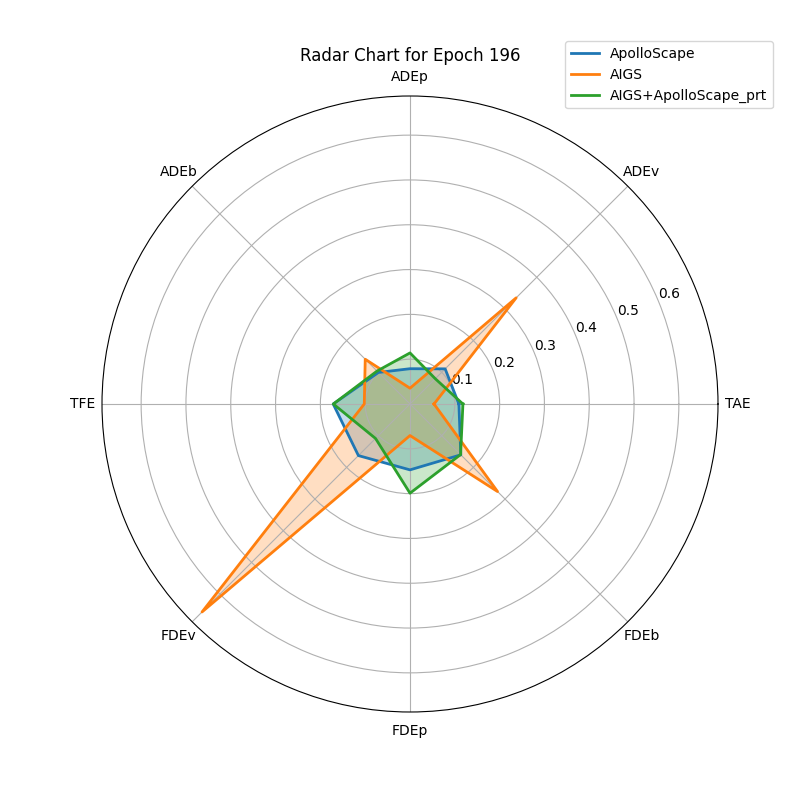 Radar Chart for Epoch 196
ApolloScape
AIGS
AIGS+ApolloScape_prt
ADEp
ADEb
ADEv
0.6
0.5
0.4
0.3
0.2
0.1
TFE
TAE
FDEv
FDEb
FDEp